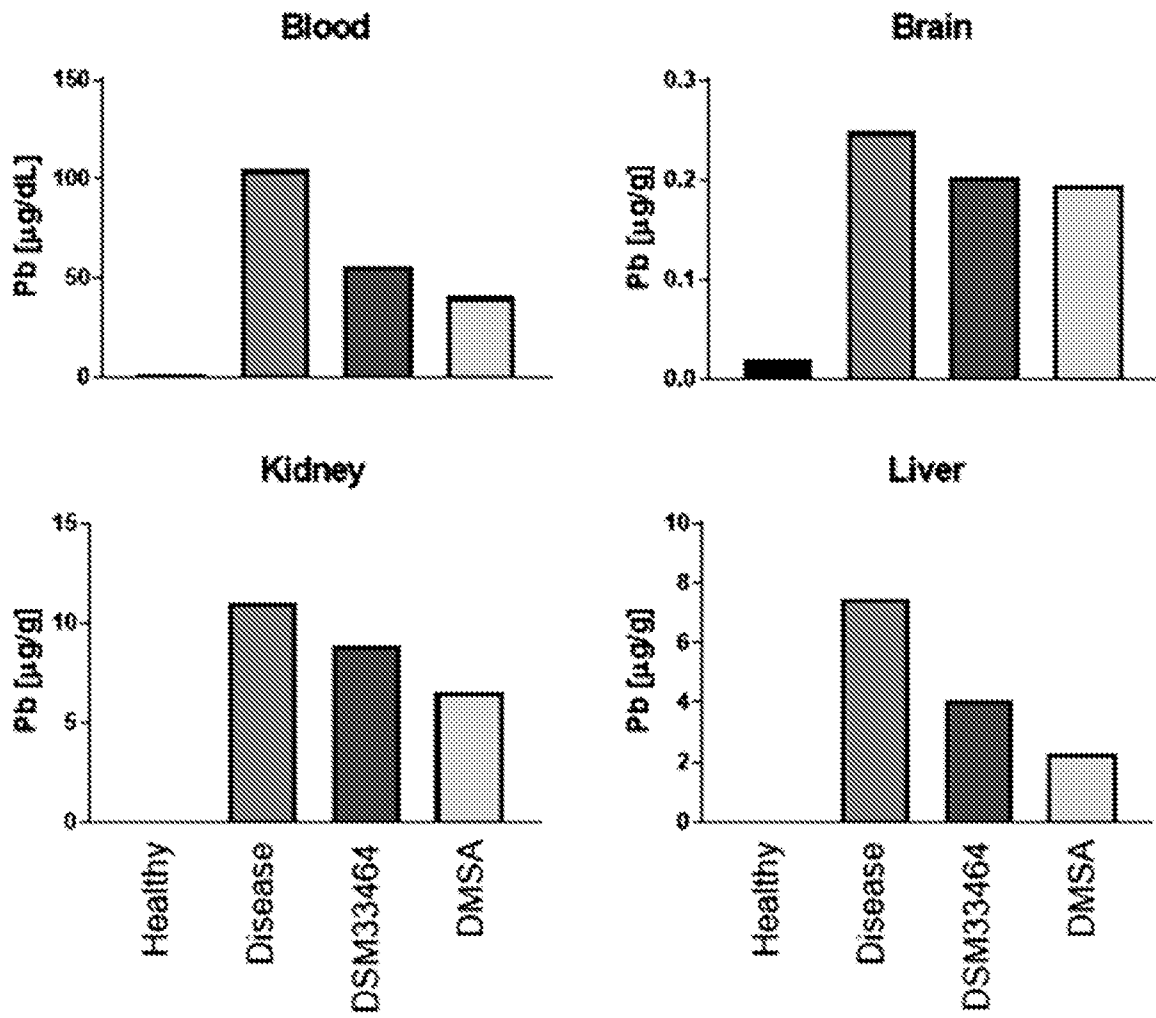 Blood
Pb [µg/dL]
150
100
50
0
Brain
Pb [µg/g]
0.3
0.2
0.1
0.0
Kidney
Pb [µg/g]
15
10
5
0
Healthy
Disease
DSM33464
DMSA
Liver
Pb [µg/g]
10
8
6
4
2
0
Healthy
Disease
DSM33464
DMSA